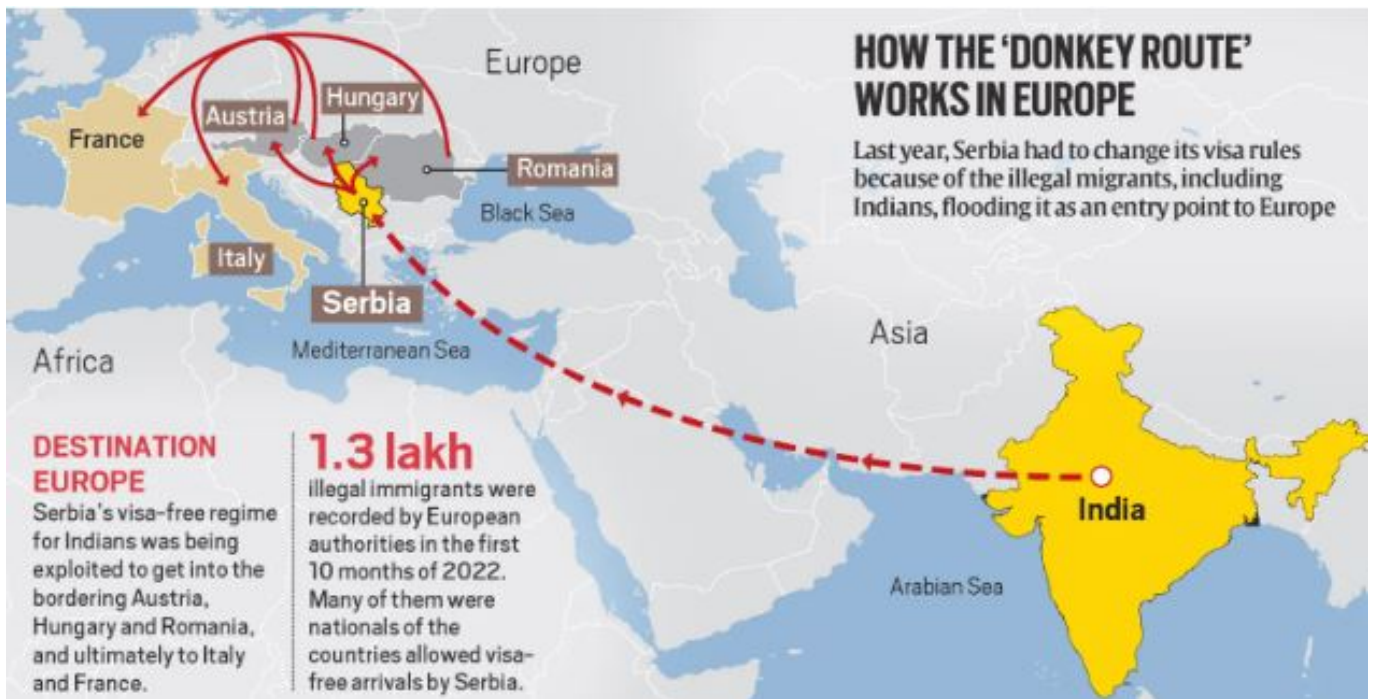 HOW THE ‘DONKEY ROUTE’
WORKS IN EUROPE
Last year, Serbia had to change its visa rules
because of the illegal migrants, including
Indians, flooding it as an entry point to Europe
Europe
Hungary
Austria
France
Romania
Black Sea
Italy
Serbia
Mediterranean Sea
Africa
Asia
India
Arabian Sea
DESTINATION
EUROPE
Serbia’s visa-free regime
for Indians was being
exploited to get into the
bordering Austria,
Hungary and Romania,
and ultimately to Italy
and France.
1.3 lakh
illegal immigrants were
recorded by European
authorities in the first
10 months of 2022.
Many of them were
nationals of the
countries allowed visa-
free arrivals by Serbia.